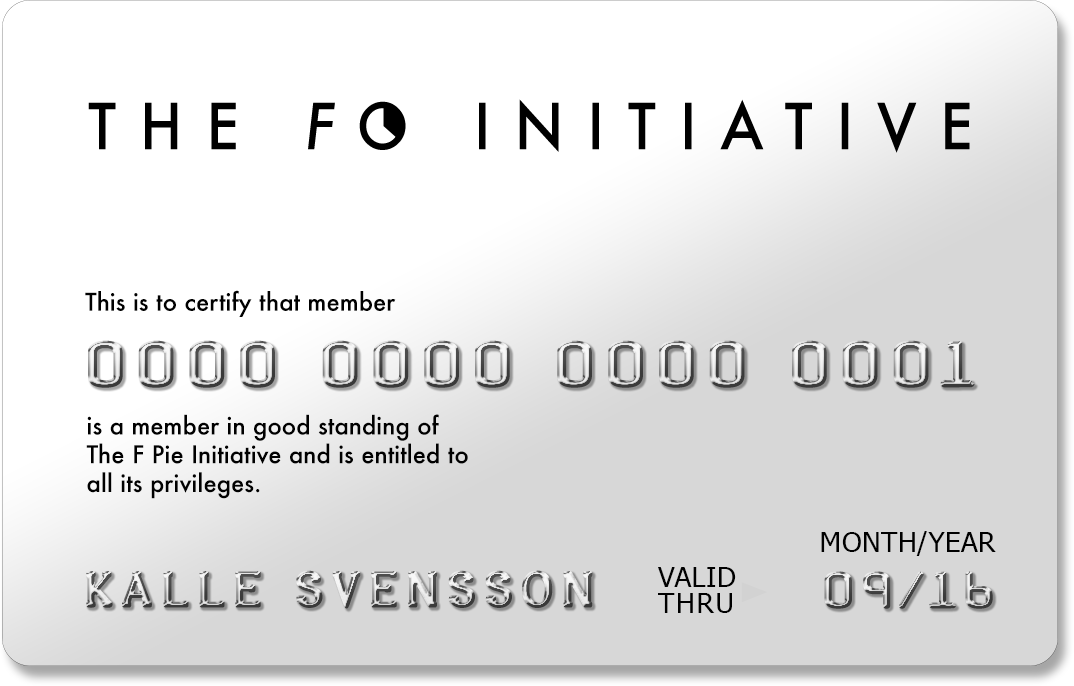 THE F INITIATIVE
This is to certify that member
0000 0000 0000 0001
is a member in good standing of
The F Pie Initiative and is entitled to
all its privileges.
MONTH/YEAR
KALLE SVENSSON VALID THRU 09/16